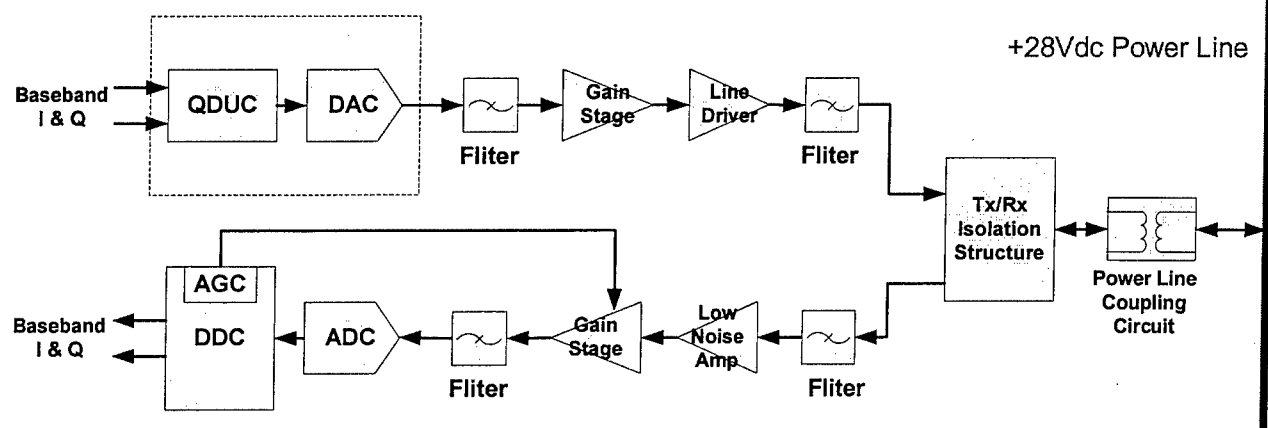 +28Vdc Power Line
Baseband
I & Q
QDUC
DAC
Fliter
Gain
Stage
Line
Driver
Fliter
Tx/Rx
Isolation
Structure
Power Line
Coupling
Circuit
AGC
Baseband
I & Q
DDC
ADC
Fliter
Gain
Stage
Low
Noise
Amp
Fliter